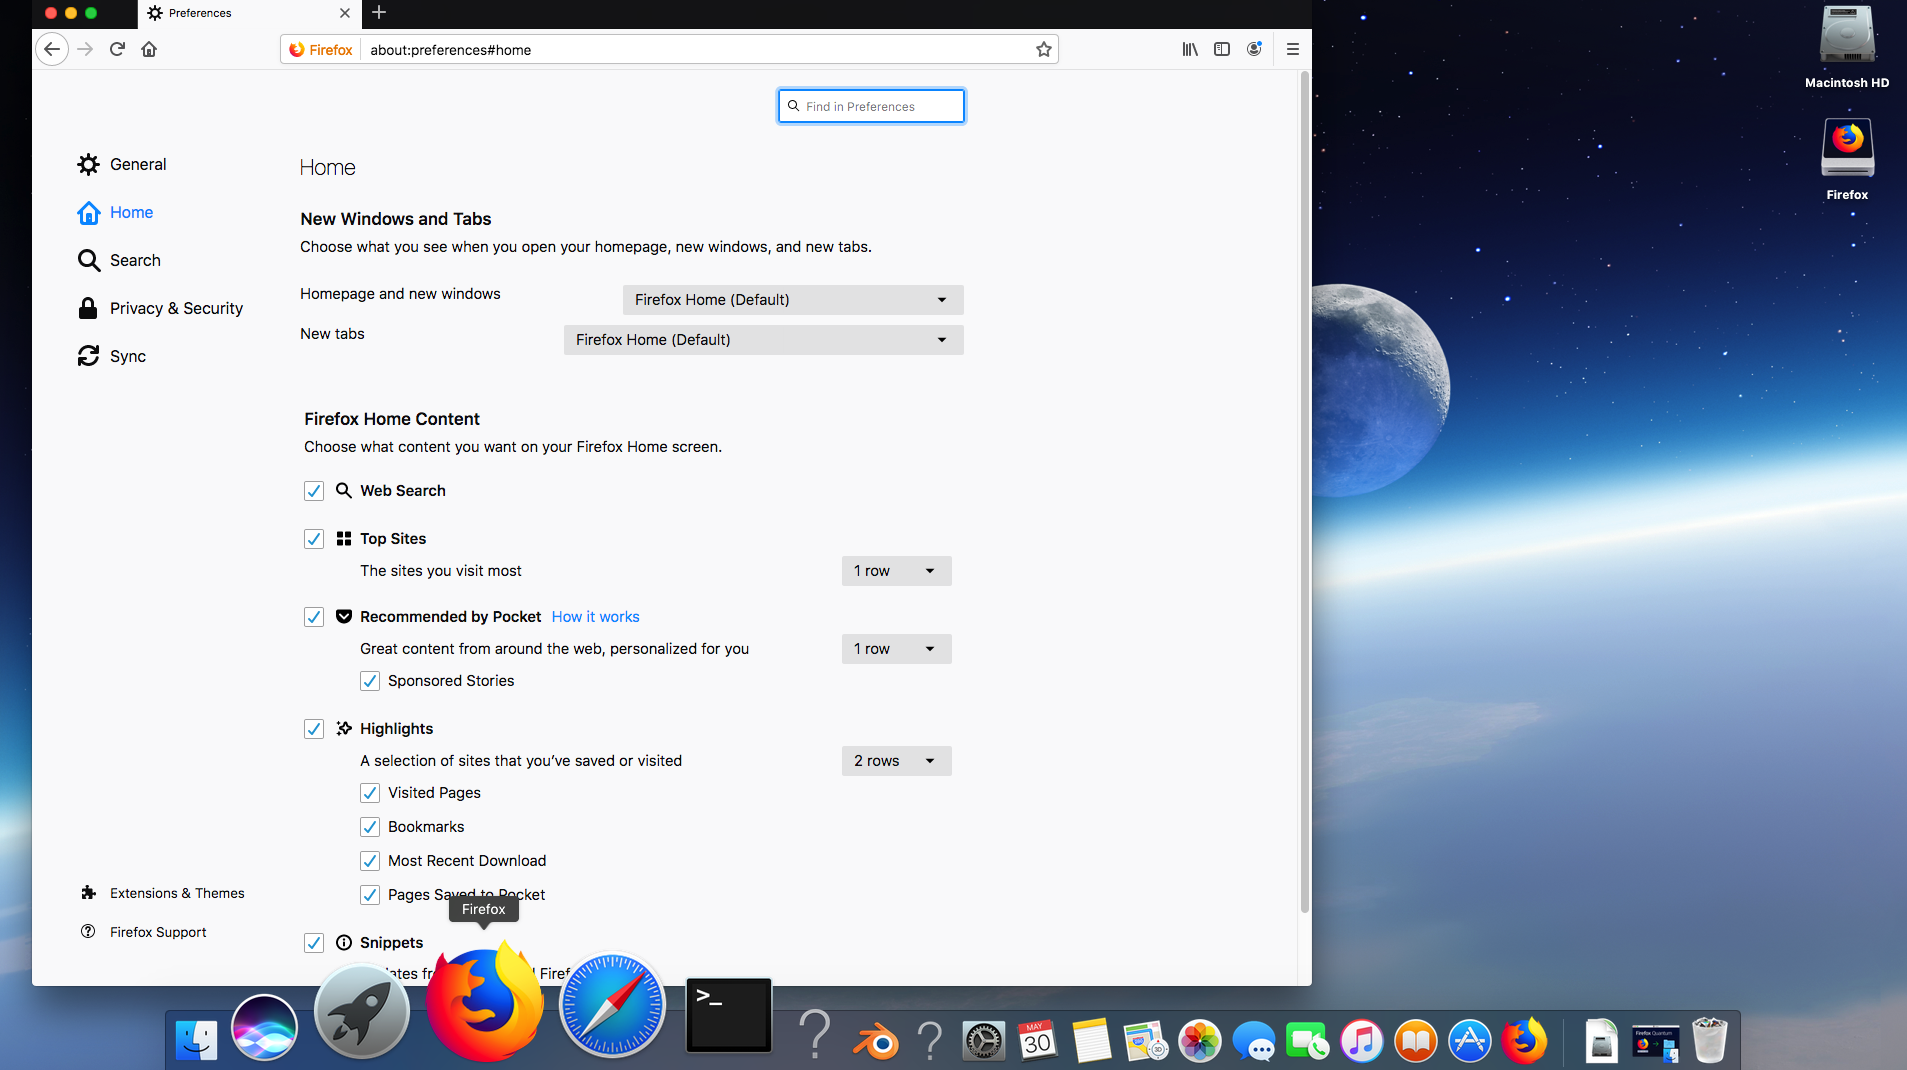 Preferences
Firefox
about:preferences#home
Find in Preferences
General
Home
Search
Privacy & Security
Sync
Extensions & Themes
Firefox Support
Home
New Windows and Tabs
Choose what you see when you open your homepage, new windows, and new tabs.
Homepage and new windows
Firefox Home (Default)
New tabs
Firefox Home (Default)
Firefox Home Content
Choose what content you want on your Firefox Home screen.
Web Search
Top Sites
The sites you visit most
1 row
Recommended by Pocket How it works
Great content from around the web, personalized for you
1 row
Sponsored Stories
Highlights
A selection of sites that you've saved or visited
2 rows
Visited Pages
Bookmarks
Most Recent Download
Pages Saved to Pocket
Firefox
Snippets
Macintosh HD
Firefox
>_
? ?
MAY
30
3D
Firefox Quantum